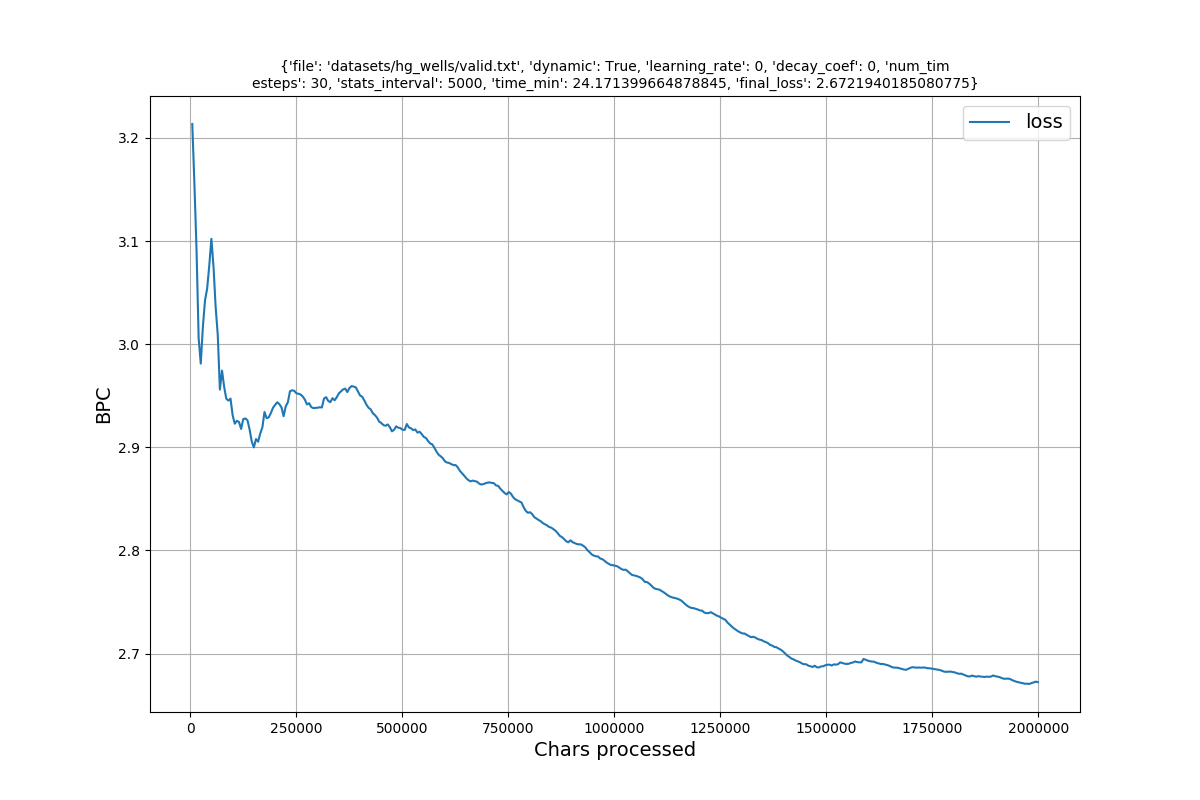 {'file': 'datasets/hg_wells/valid.txt', 'dynamic': True, 'learning_rate': 0, 'decay_coef': 0, 'num_tim
esteps': 30, 'stats_interval': 5000, 'time_min': 24.171399664878845, 'final_loss': 2.6721940185080775}
loss
3.2
3.1
3.0
2.9
2.8
2.7
BPC
0 250000 500000 750000 1000000 1250000 1500000 1750000 2000000
Chars processed